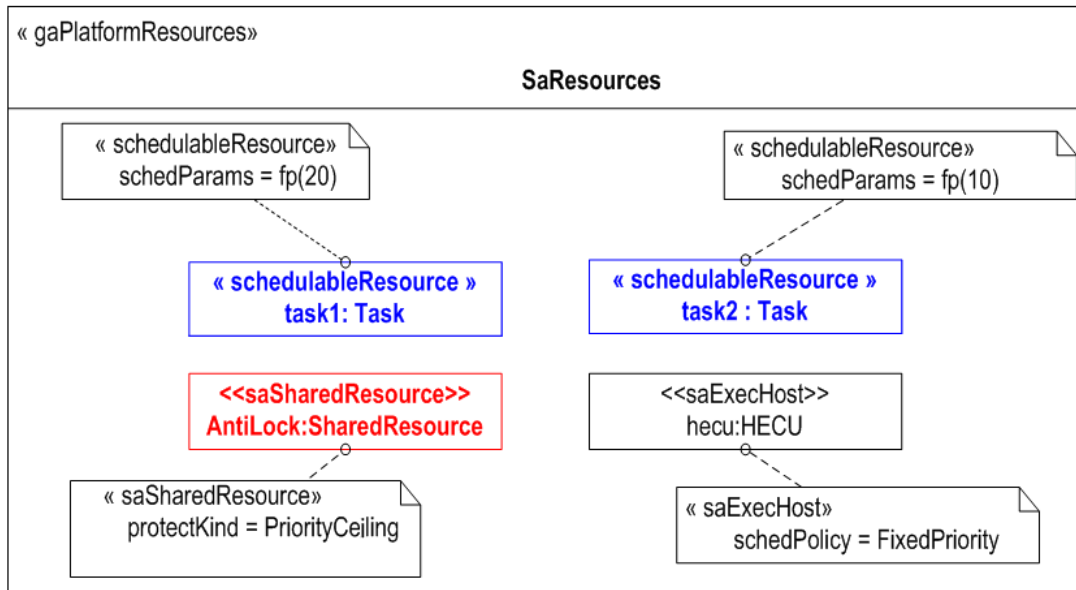 « gaPlatformResources»
SaResources
« schedulableResource»
schedParams = fp(20)
« schedulableResource»
schedParams = fp(10)
« schedulableResource »
task1: Task
« schedulableResource »
task2 : Task
<<saSharedResource>>
AntiLock:SharedResource
<<saExecHost>>
hecu:HECU
« saSharedResource»
protectKind = PriorityCeiling
« saExecHost»
schedPolicy = FixedPriority